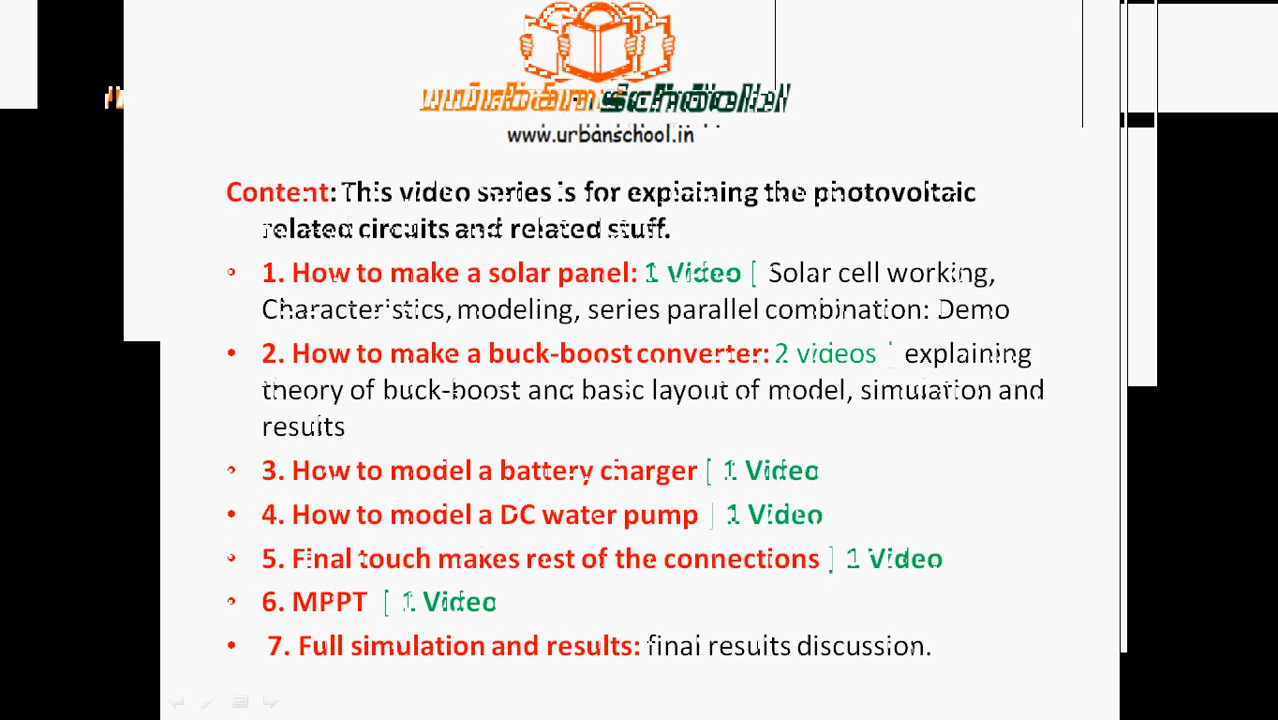 www.urbanschool.in
Content: This video series is for explaining the photovoltaic
related circuits and related stuff.
• 1. How to make a solar panel: 1 Video [ Solar cell working,
Characteristics, modeling, series parallel combination: Demo
• 2. How to make a buck-boost converter: 2 videos ] explaining
theory of buck-boost and basic layout of model, simulation and
results
• 3. How to model a battery charger [ 1 Video
• 4. How to model a DC water pump ] 1 Video
• 5. Final touch makes rest of the connections ] 1 Video
• 6. MPPT [ 1 Video
• 7. Full simulation and results: final results discussion.